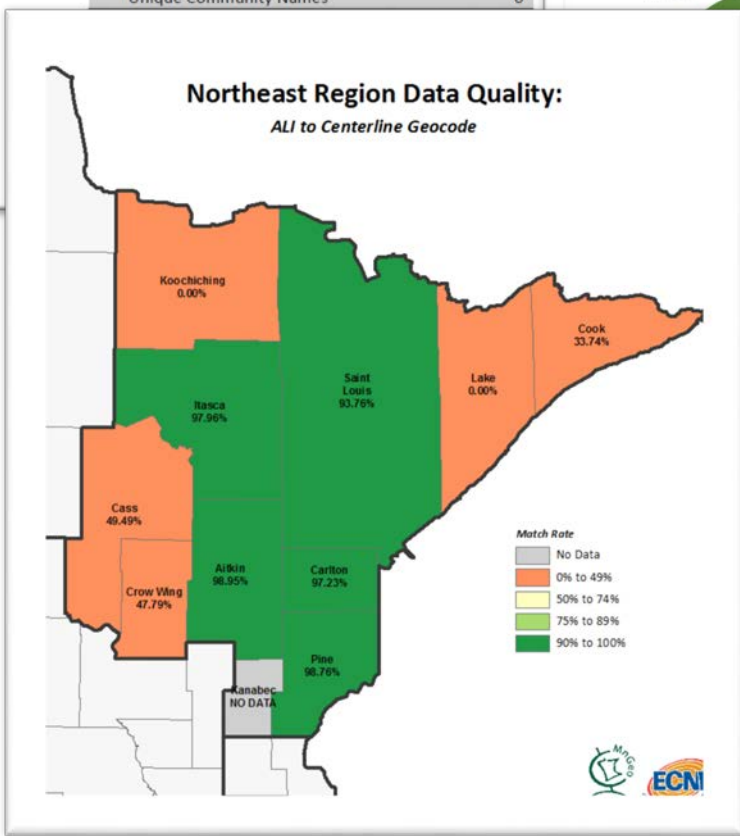 Unique Community Names
Northeast Region Data Quality:
ALI to Centerline Geocode
Koochiching
0.00%
Cook
33.74%
Saint
Louis
93.76%
Lake
0.00%
Itasca
97.96%
Cass
49.49%
Match Rate
No Data
0% to 49%
50% to 74%
75% to 89%
90% to 100%
Aitkin
98.95%
Carlton
97.23%
Crow Wing
47.79%
Pine
98.76%
Kanabec
NO DATA
MnGeo
ECN